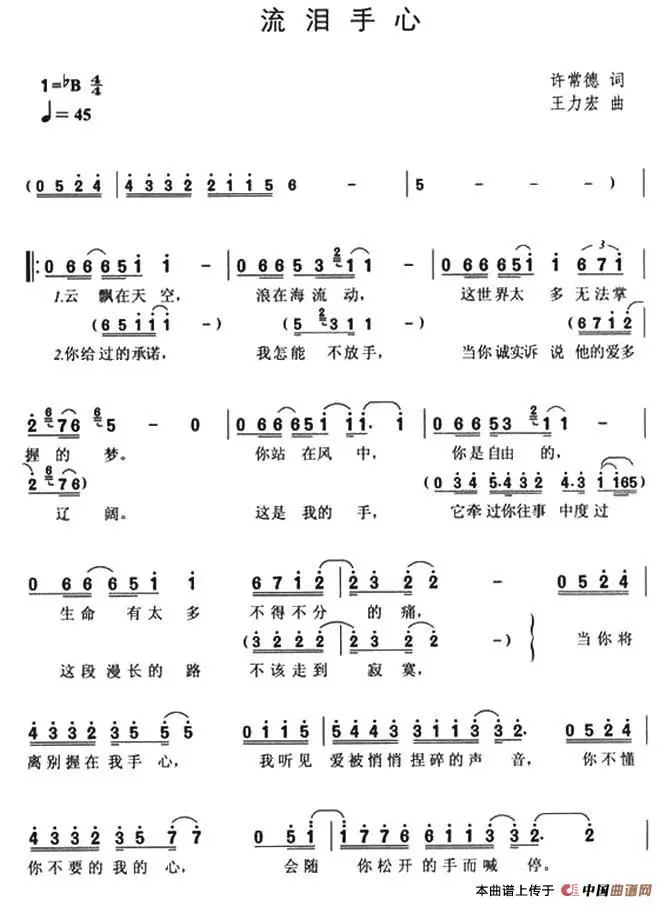 流泪手心
1=♭B 4/4
许常德 词
♩= 45
王力宏 曲
(0 5 2 4 | 4 3 3 2 2 1 1 5 6 - | 5 - - - )
0 6 6 6 5 1 1 - | 0 6 6 5 3 2 1 1 - | 0 6 6 6 5 1 6 7 1 |
1.云飘在天空, 浪在海流动, 这世界太多无法掌
(6 5 1 1 1 -) (5 2 3 1 1 -) (6 7 1 2)
2.你给过的承诺, 我怎能不放手, 当你诚实诉说他的爱多
2 6 7 6 6 5 - 0 | 0 6 6 6 5 1 1 1. 1 | 0 6 6 5 3 2 1 1 - |
握的梦。 你站在风中, 你是自由的,
2 6 7 6) (0 3 4 5·4 3 2 4·3 1 1 6 5)
辽阔。 这是我的手, 它牵过你往事中度过
0 6 6 6 5 1 1 6 7 1 2 | 2 3 2 2 - 0 5 2 4
生命有太多不得不分的痛,
(3 2 2 2 2 3 2 2 -)
当你将
这段漫长的路不该走到寂寞,
4 3 3 2 3 5 5 5 0 1 1 5 | 5 4 4 3 3 1 1 3 3 2 0 5 2 4 |
离别握在我手心, 我听见爱被悄悄捏碎的声音, 你不懂
4 3 3 2 3 5 7 7 0 5 1 | 1 7 7 6 6 1 1 3 3 2. 2
你不要的我的心, 会随你松开的手而喊停。
本曲谱上传于 中国曲谱网